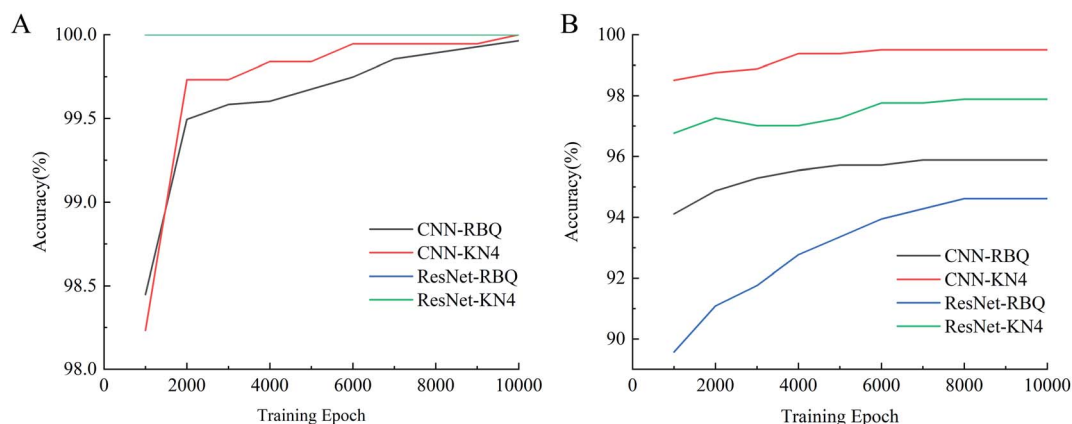 A
100.0
99.5
99.0
98.5
98.0
Accuracy(%)
CNN-RBQ
CNN-KN4
ResNet-RBQ
ResNet-KN4
0 2000 4000 6000 8000 10000
Training Epoch
B
100
98
96
94
92
90
Accuracy(%)
CNN-RBQ
CNN-KN4
ResNet-RBQ
ResNet-KN4
0 2000 4000 6000 8000 10000
Training Epoch